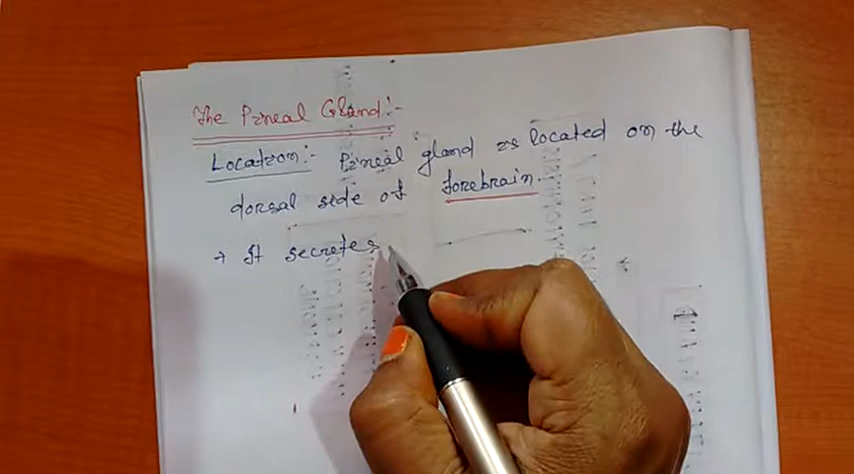 The Pineal Gland:-
Location:- Pineal gland is located on the
dorsal side of forebrain.
→ It secretes